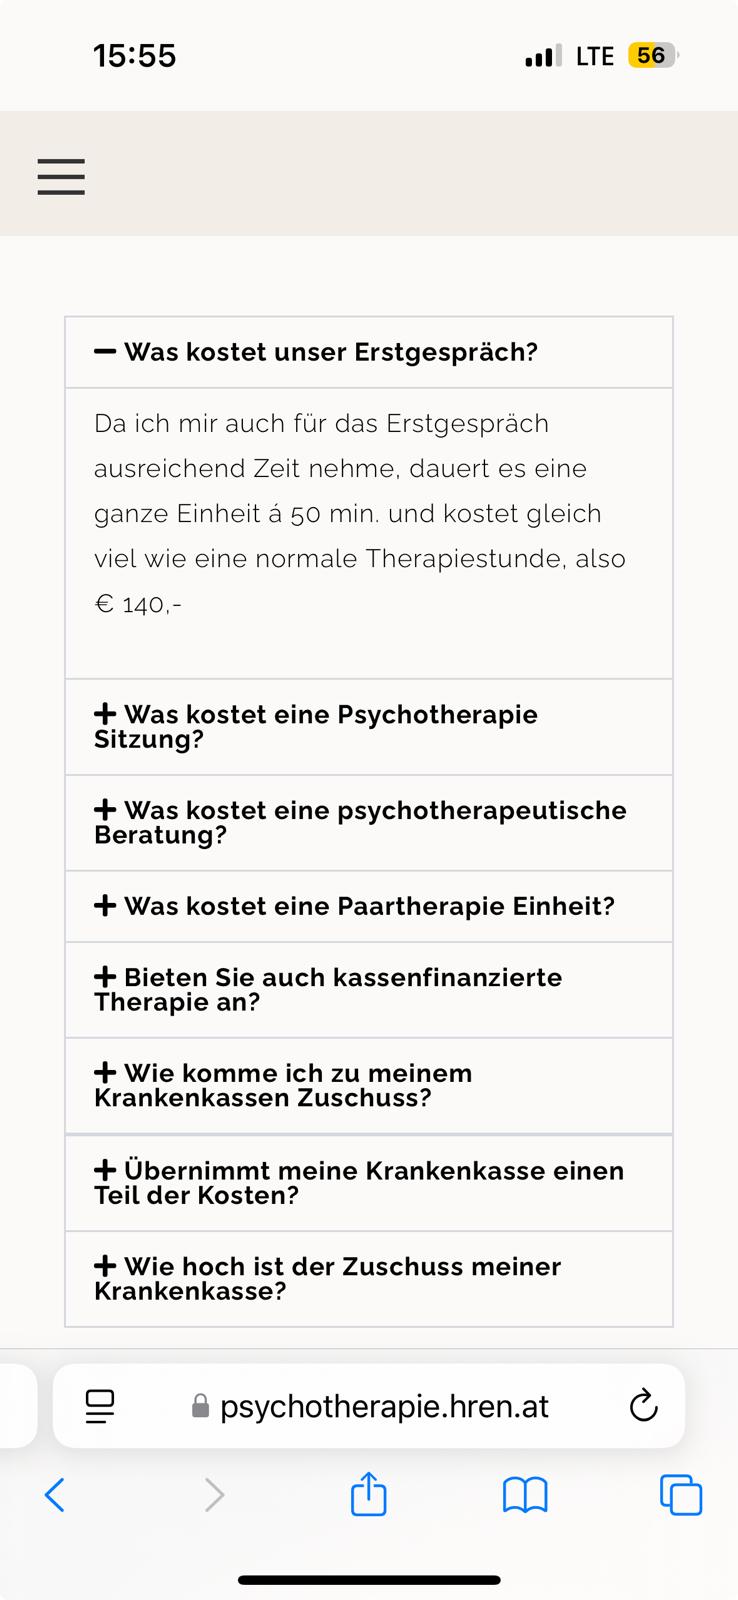 15:55
LTE 56
Was kostet unser Erstgespräch?
Da ich mir auch für das Erstgespräch
ausreichend Zeit nehme, dauert es eine
ganze Einheit á 50 min. und kostet gleich
viel wie eine normale Therapiestunde, also
€ 140,-
Was kostet eine Psychotherapie
Sitzung?
Was kostet eine psychotherapeutische
Beratung?
Was kostet eine Paartherapie Einheit?
Bieten Sie auch kassenfinanzierte
Therapie an?
Wie komme ich zu meinem
Krankenkassen Zuschuss?
Übernimmt meine Krankenkasse einen
Teil der Kosten?
Wie hoch ist der Zuschuss meiner
Krankenkasse?
psychotherapie.hren.at